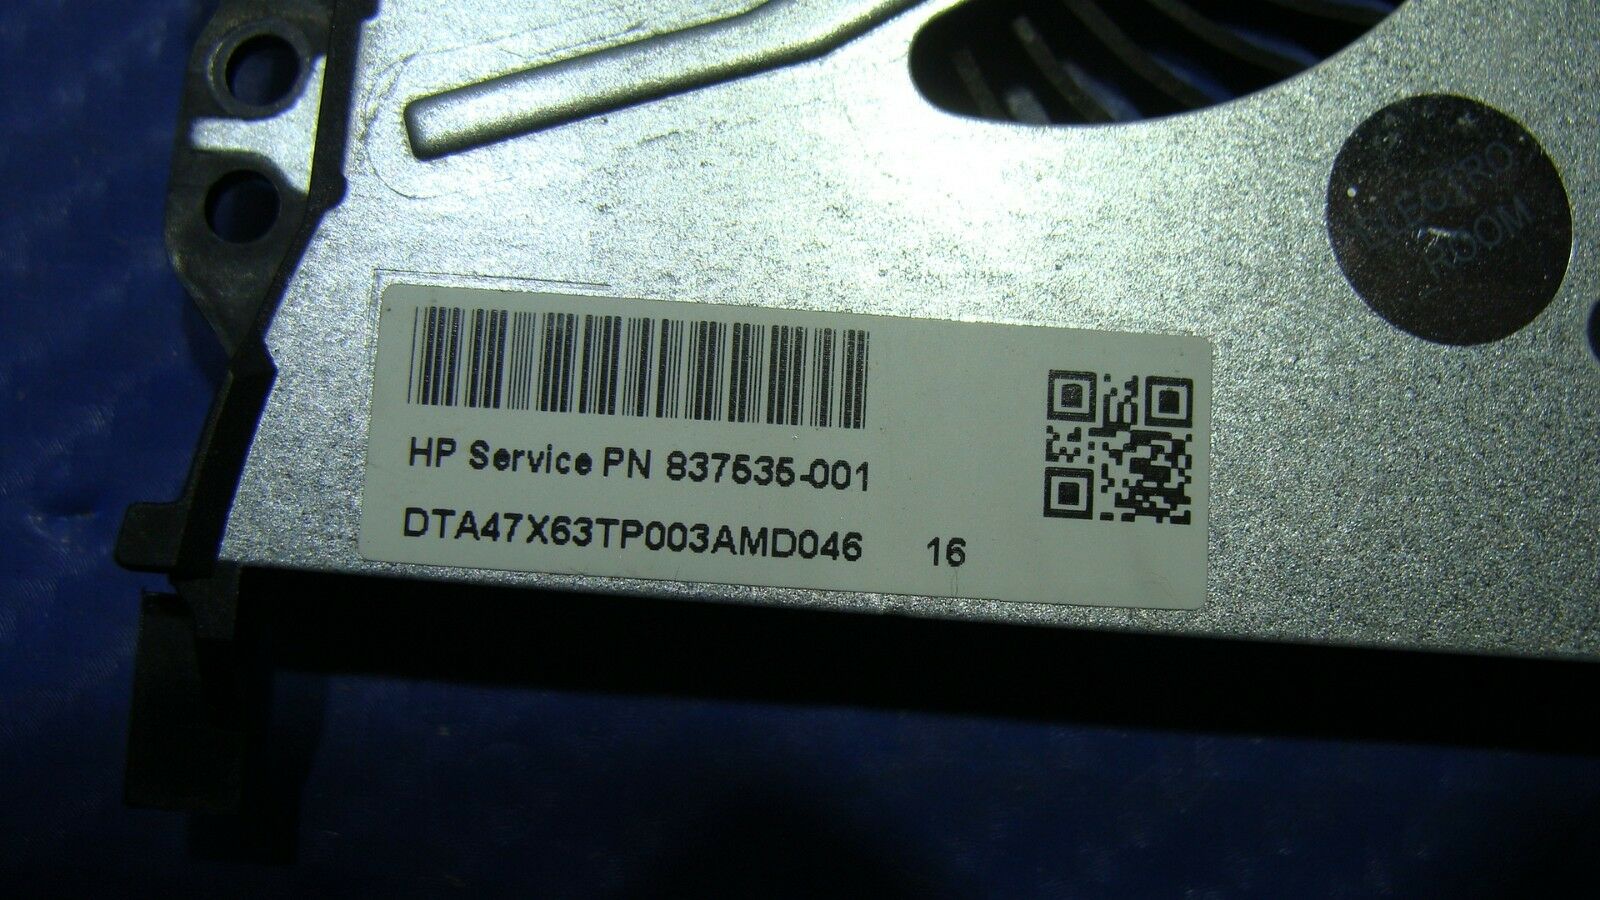 ELECTRO
ROOM
HP Service PN 837535-001
DTA47X63TP003AMD046 16